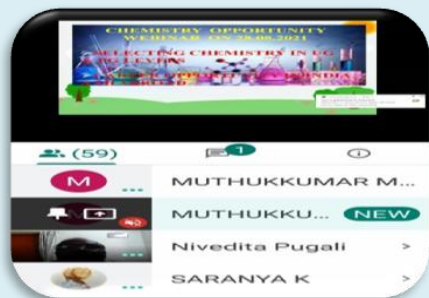 CHEMISTRY OPPORTUNITY
WEBINAR ON 28.08.2021
SELECTING CHEMISTRY IN UG
(59)
1
M
MUTHUKKUMAR M...
MUTHUKKU... NEW
Nivedita Pugali
SARANYA K